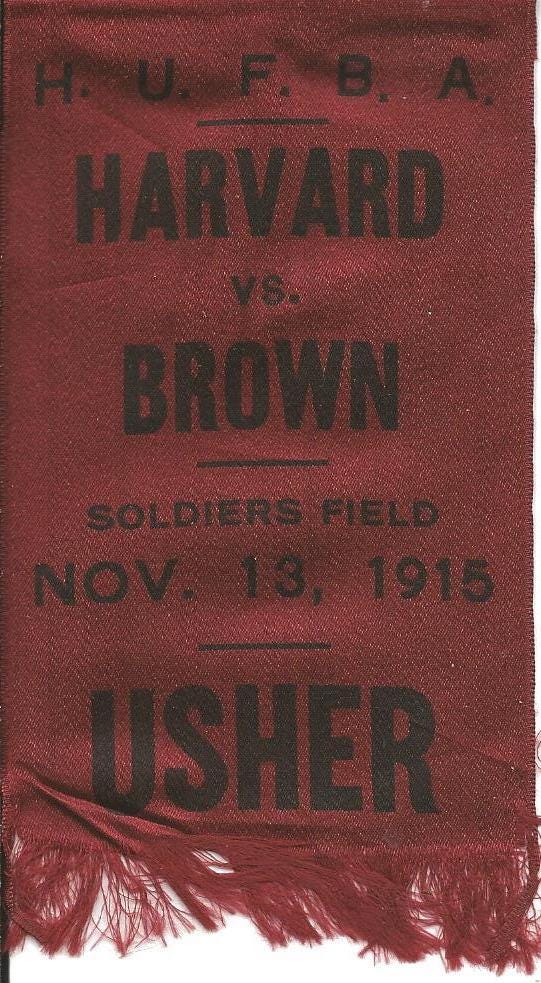 H. U. F. B. A.
HARVARD
VS.
BROWN
SOLDIERS FIELD
NOV. 13, 1915
USHER